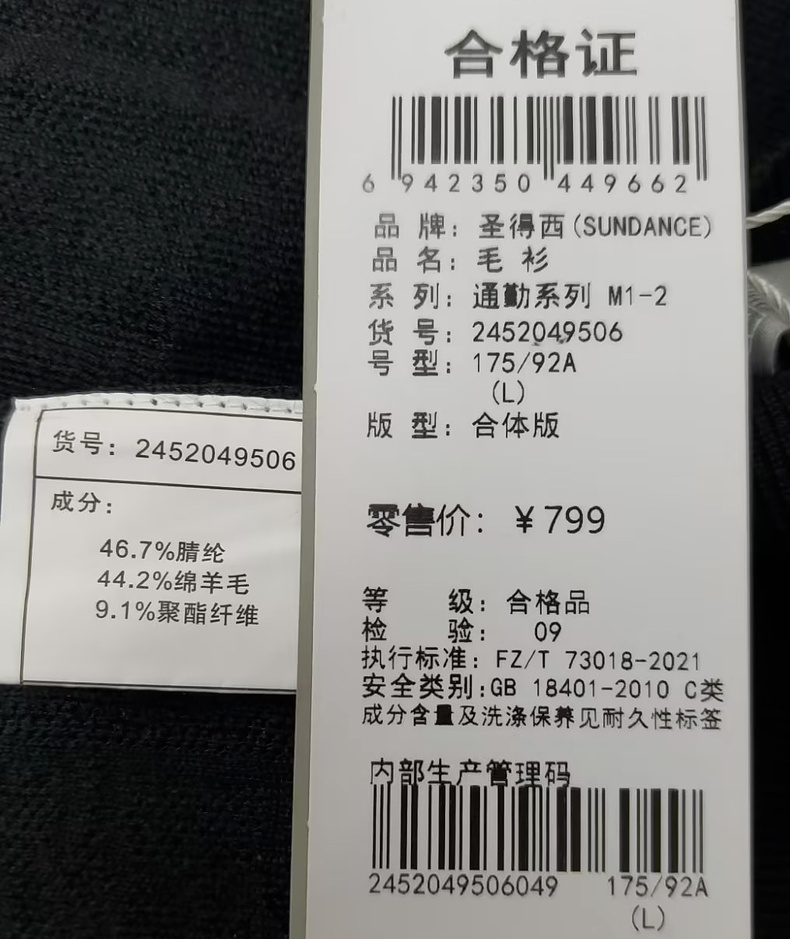 合格证
6 942350 449662
品 牌：圣得西(SUNDANCE)
品 名：毛 衫
系 列：通勤系列 M1-2
货 号：2452049506
号 型：175/92A
(L)
版 型：合体版
零售价：￥799
等 级：合格品
检 验： 09
执行标准：FZ/T 73018-2021
安全类别:GB 18401-2010 C类
成分含量及洗涤保养见耐久性标签
内部生产管理码
2452049506049 175/92A
(L)
货号：2452049506
成分：
46.7%腈纶
44.2%绵羊毛
9.1%聚酯纤维